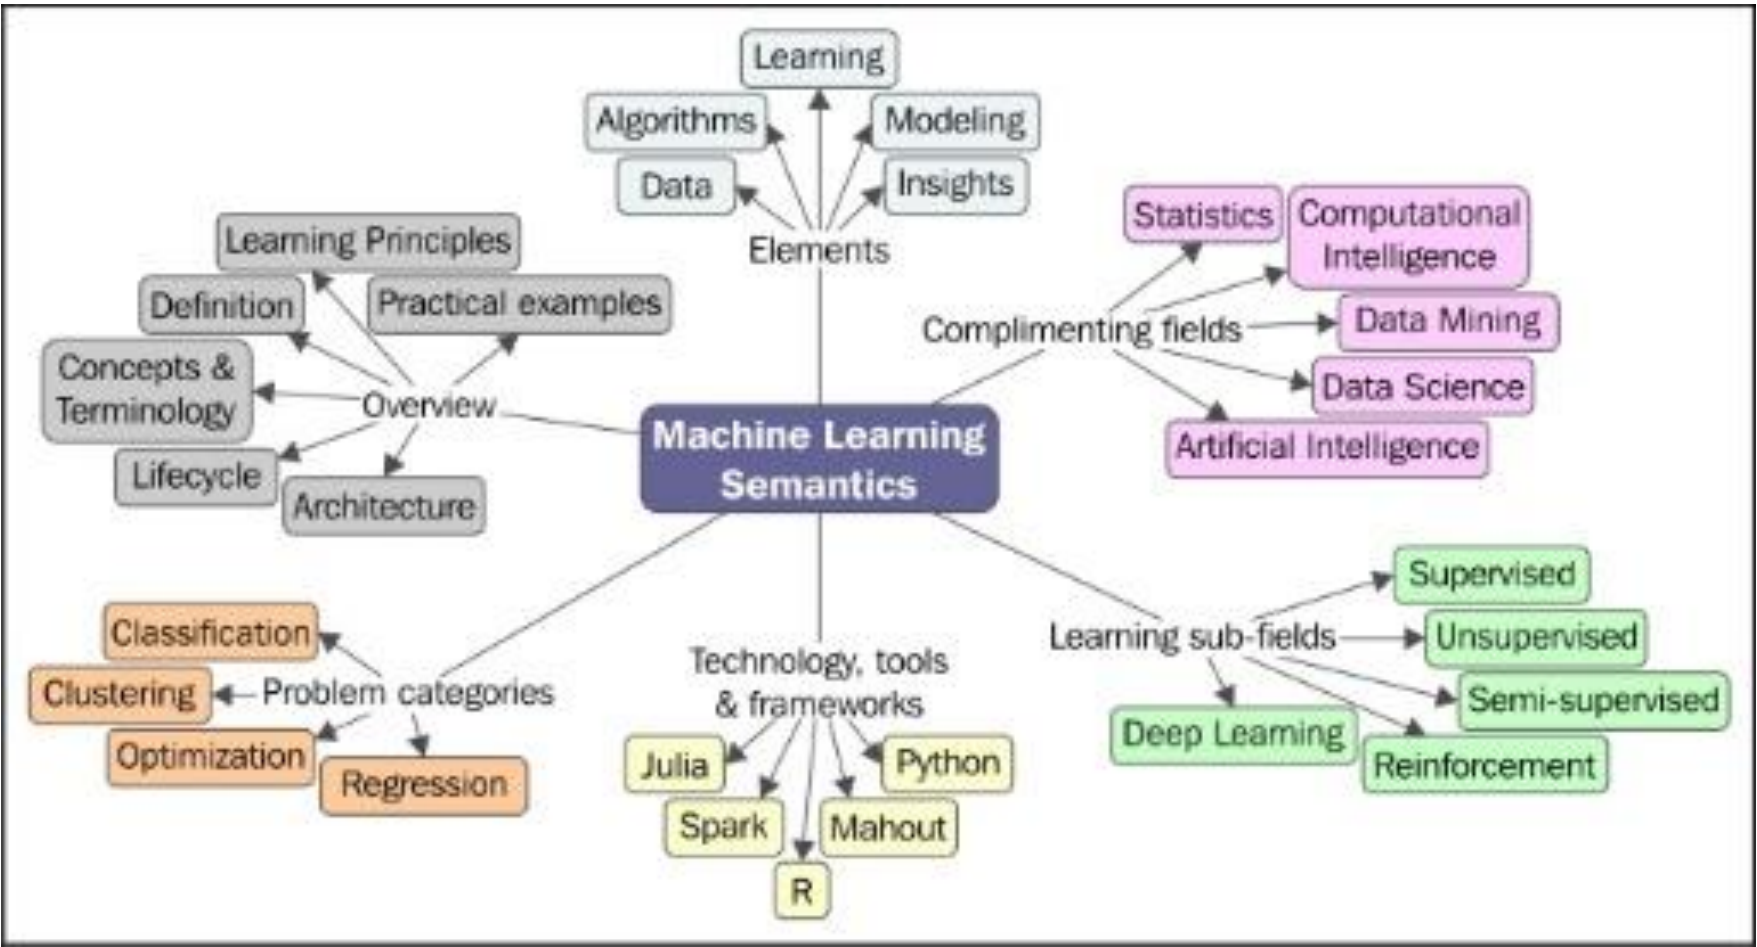 Learning
Algorithms
Modeling
Data
Insights
Elements
Statistics
Computational
Intelligence
Data Mining
Complimenting fields
Data Science
Artificial Intelligence
Learning Principles
Definition
Practical examples
Concepts &
Terminology
Overview
Lifecycle
Architecture
Machine Learning
Semantics
Classification
Clustering
Problem categories
Optimization
Regression
Technology, tools
& frameworks
Julia
Python
Spark
Mahout
R
Supervised
Learning sub-fields
Unsupervised
Semi-supervised
Deep Learning
Reinforcement